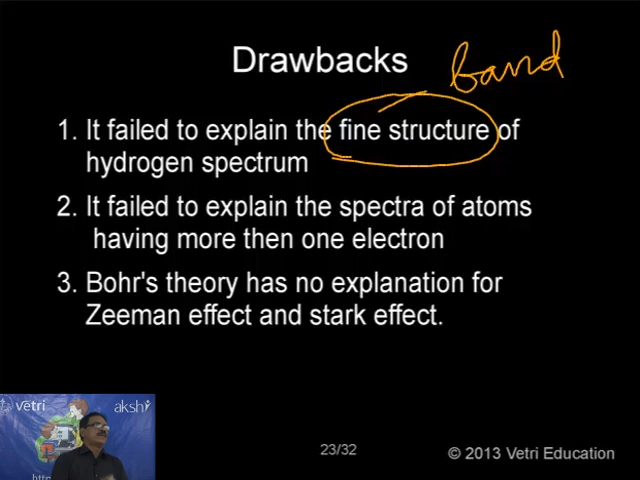 Drawbacks
band
1. It failed to explain the fine structure of
hydrogen spectrum
2. It failed to explain the spectra of atoms
having more then one electron
3. Bohr's theory has no explanation for
Zeeman effect and stark effect.
vetri
akshi
23/32
© 2013 Vetri Education